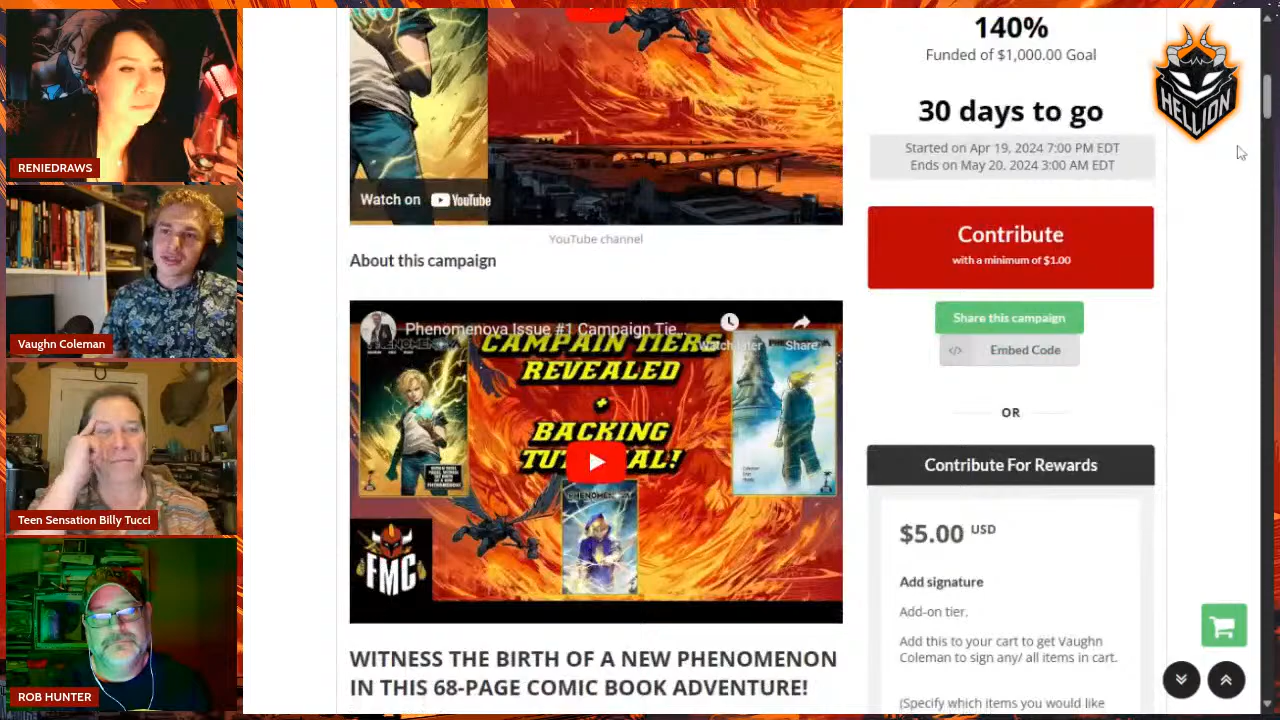 RENIEDRAWS
Vaughn Coleman
Teen Sensation Billy Tucci
ROB HUNTER
Watch on YouTube
YouTube channel
About this campaign
Phenomenova Issue #1 Campaign Tie...
Watch later
Share
CAMPAIN TIERS
REVEALED
+
BACKING
TUTORIAL!
PHENOMENOVA
FMC
WITNESS THE BIRTH OF A NEW PHENOMENON
IN THIS 68-PAGE COMIC BOOK ADVENTURE!
140%
Funded of $1,000.00 Goal
30 days to go
Started on Apr 19, 2024 7:00 PM EDT
Ends on May 20, 2024 3:00 AM EDT
Contribute
with a minimum of $1.00
Share this campaign
</> Embed Code
OR
Contribute For Rewards
$5.00 USD
Add signature
Add-on tier.
Add this to your cart to get Vaughn
Coleman to sign any/ all items in cart.
(Specify which items you would like
HELLION